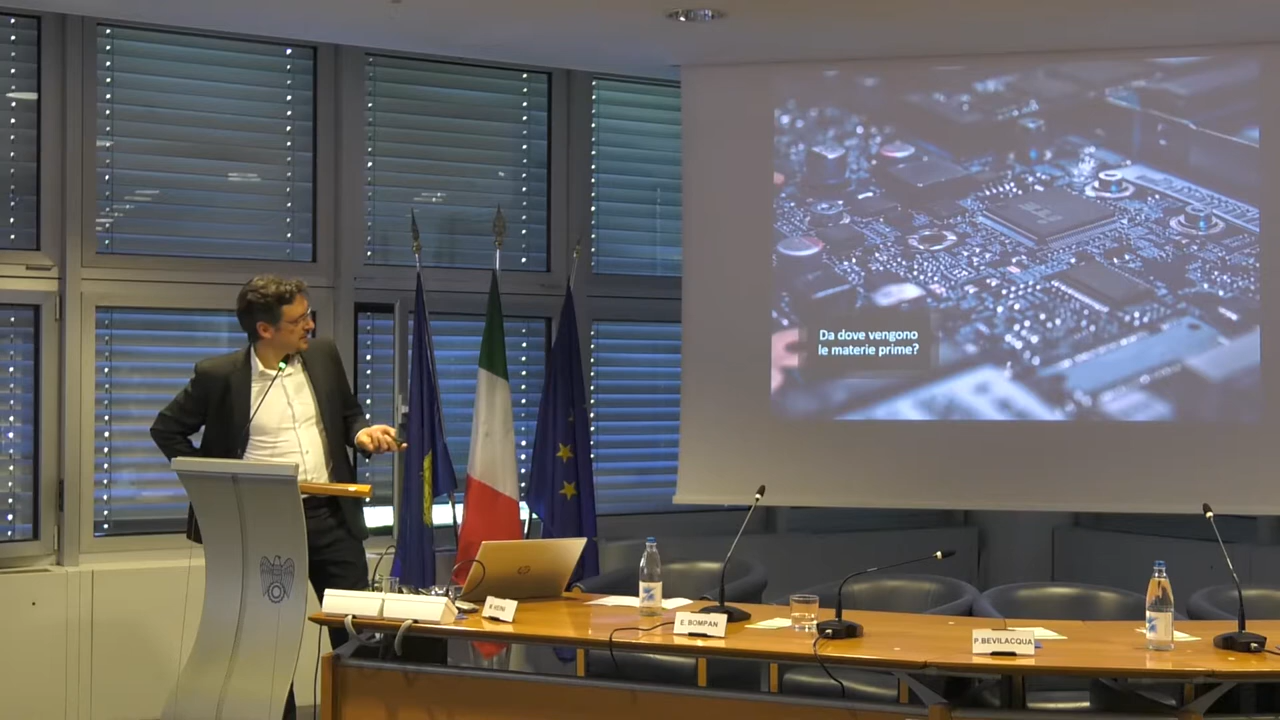 Da dove vengono
le materie prime?
E. BOMPAN
P. BEVILACQUA